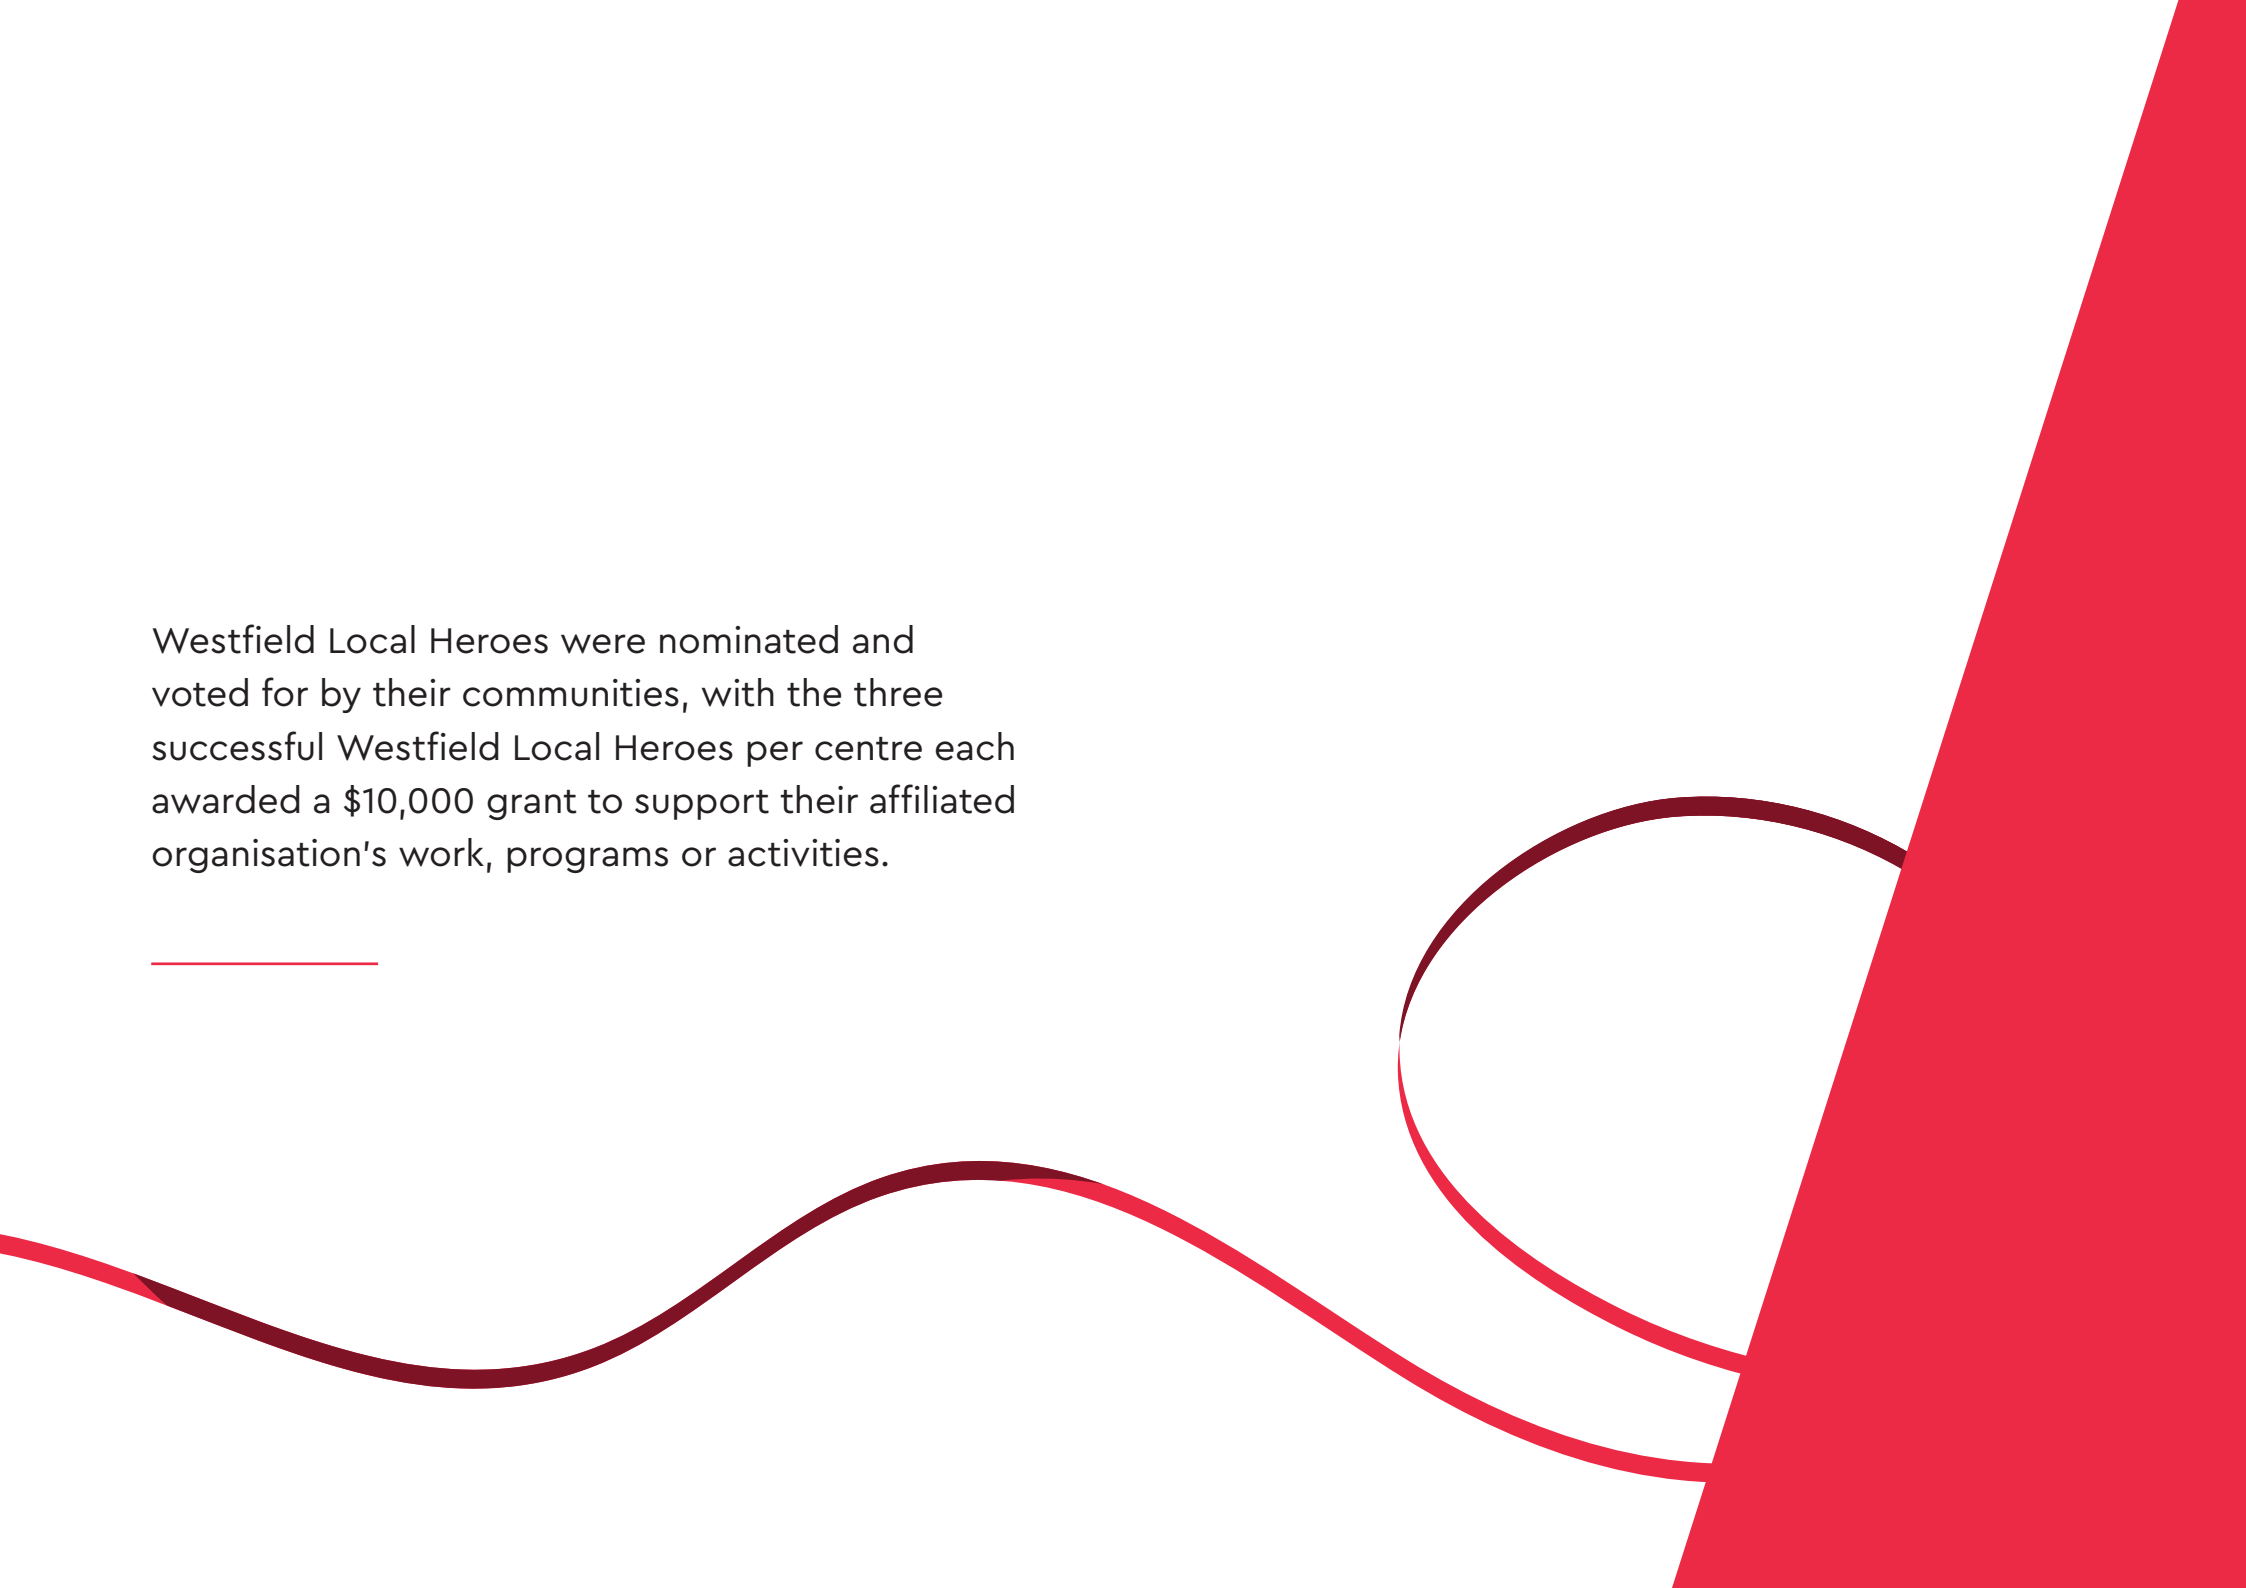 Westfield Local Heroes were nominated and
voted for by their communities, with the three
successful Westfield Local Heroes per centre each
awarded a $10,000 grant to support their affiliated
organisation’s work, programs or activities.